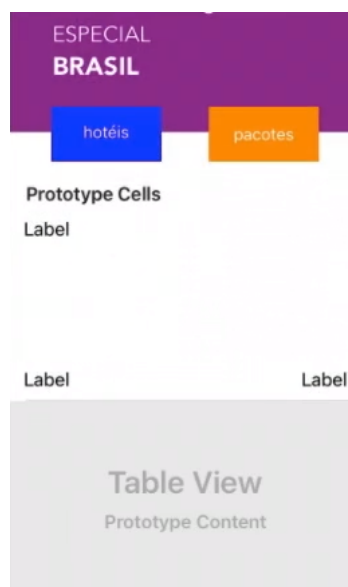 ESPECIAL
BRASIL
hotéis pacotes
Prototype Cells
Label
Label Label
Table View
Prototype Content